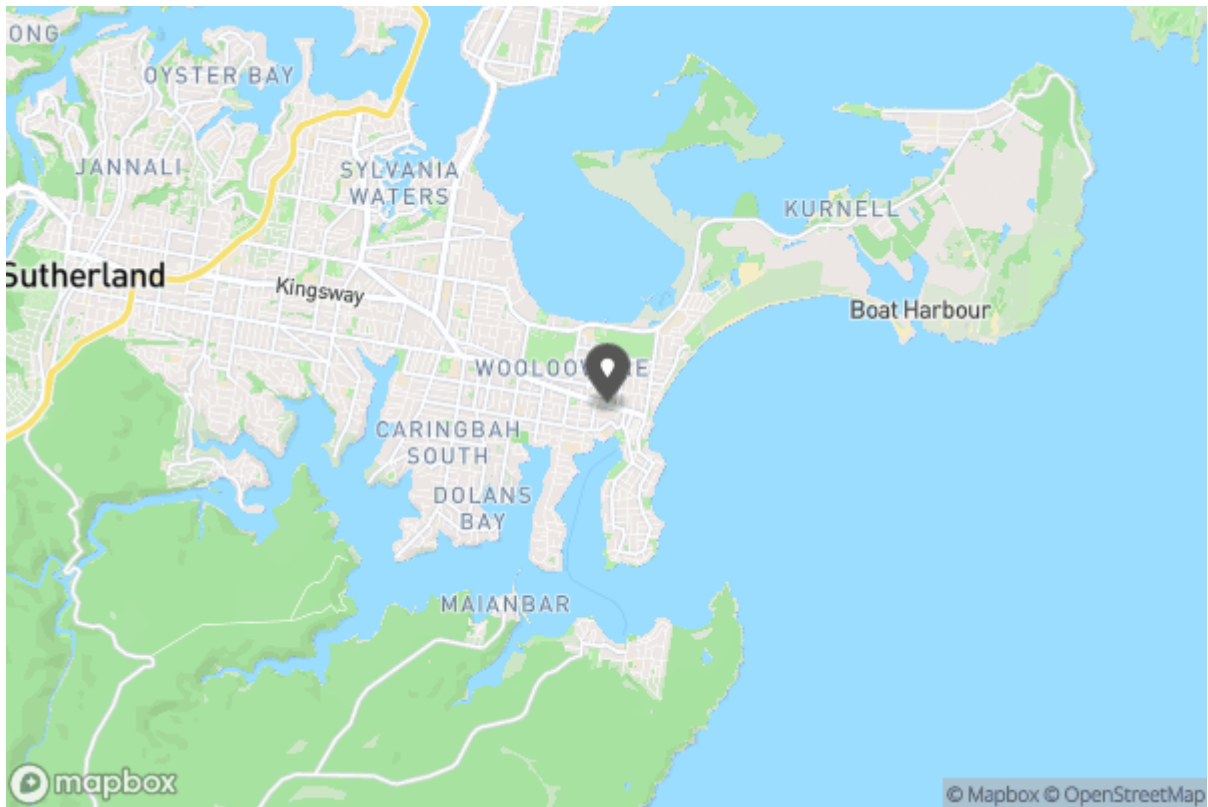 ONG
OYSTER BAY
JANNALI
SYLVANIA
WATERS
KURNELL
Sutherland
Kingsway
Boat Harbour
CARINGBAH
SOUTH
DOLANS
BAY
MAIANBAR
mapbox
© Mapbox © OpenStreetMap